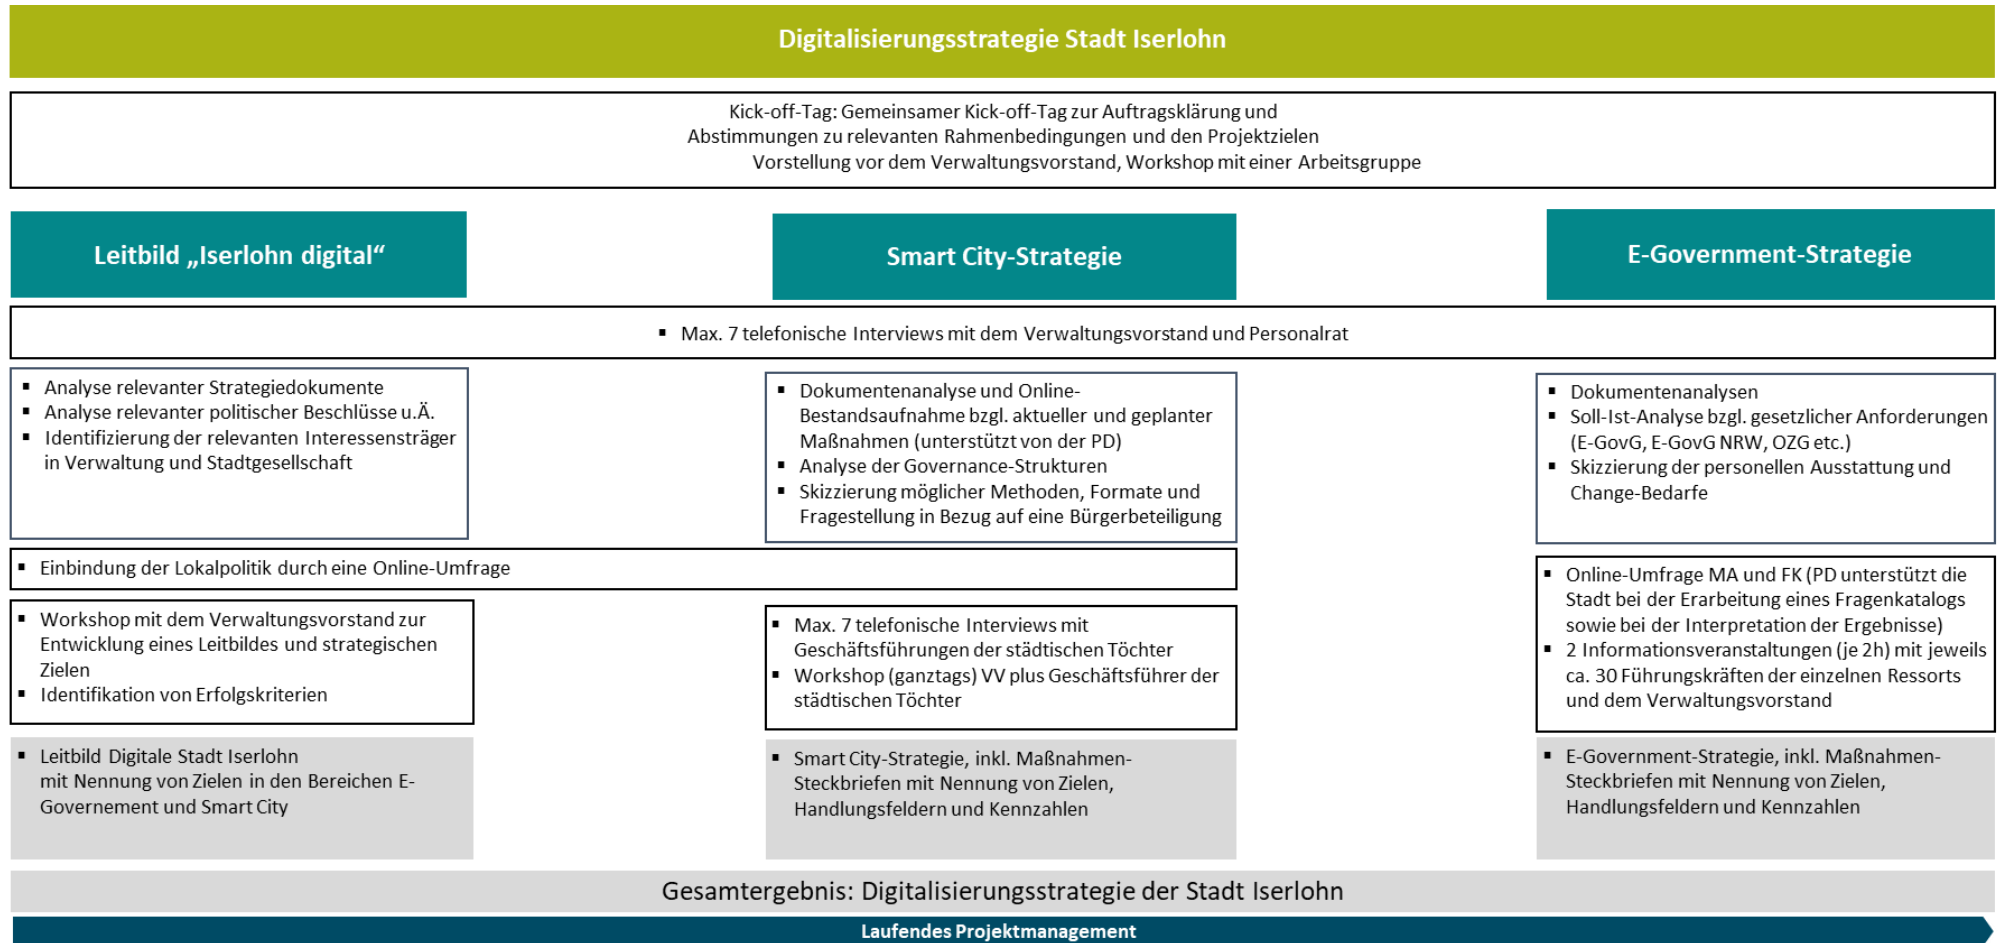 Digitalisierungsstrategie Stadt Iserlohn
Kick-off-Tag: Gemeinsamer Kick-off-Tag zur Auftragsklärung und
Abstimmungen zu relevanten Rahmenbedingungen und den Projektzielen
Vorstellung vor dem Verwaltungsvorstand, Workshop mit einer Arbeitsgruppe
Leitbild „Iserlohn digital“
Smart City-Strategie
E-Government-Strategie
▪ Max. 7 telefonische Interviews mit dem Verwaltungsvorstand und Personalrat
▪ Analyse relevanter Strategiedokumente
▪ Analyse relevanter politischer Beschlüsse u.Ä.
▪ Identifizierung der relevanten Interessensträger
in Verwaltung und Stadtgesellschaft
▪ Dokumentenanalyse und Online-
Bestandsaufnahme bzgl. aktueller und geplanter
Maßnahmen (unterstützt von der PD)
▪ Analyse der Governance-Strukturen
▪ Skizzierung möglicher Methoden, Formate und
Fragestellung in Bezug auf eine Bürgerbeteiligung
▪ Dokumentenanalysen
▪ Soll-Ist-Analyse bzgl. gesetzlicher Anforderungen
(E-GovG, E-GovG NRW, OZG etc.)
▪ Skizzierung der personellen Ausstattung und
Change-Bedarfe
▪ Einbindung der Lokalpolitik durch eine Online-Umfrage
▪ Workshop mit dem Verwaltungsvorstand zur
Entwicklung eines Leitbildes und strategischen
Zielen
▪ Identifikation von Erfolgskriterien
▪ Max. 7 telefonische Interviews mit
Geschäftsführungen der städtischen Töchter
▪ Workshop (ganztags) VV plus Geschäftsführer der
städtischen Töchter
▪ Online-Umfrage MA und FK (PD unterstützt die
Stadt bei der Erarbeitung eines Fragenkatalogs
sowie bei der Interpretation der Ergebnisse)
▪ 2 Informationsveranstaltungen (je 2h) mit jeweils
ca. 30 Führungskräften der einzelnen Ressorts
und dem Verwaltungsvorstand
▪ Leitbild Digitale Stadt Iserlohn
mit Nennung von Zielen in den Bereichen E-
Governement und Smart City
▪ Smart City-Strategie, inkl. Maßnahmen-
Steckbriefen mit Nennung von Zielen,
Handlungsfeldern und Kennzahlen
▪ E-Government-Strategie, inkl. Maßnahmen-
Steckbriefen mit Nennung von Zielen,
Handlungsfeldern und Kennzahlen
Gesamtergebnis: Digitalisierungsstrategie der Stadt Iserlohn
Laufendes Projektmanagement